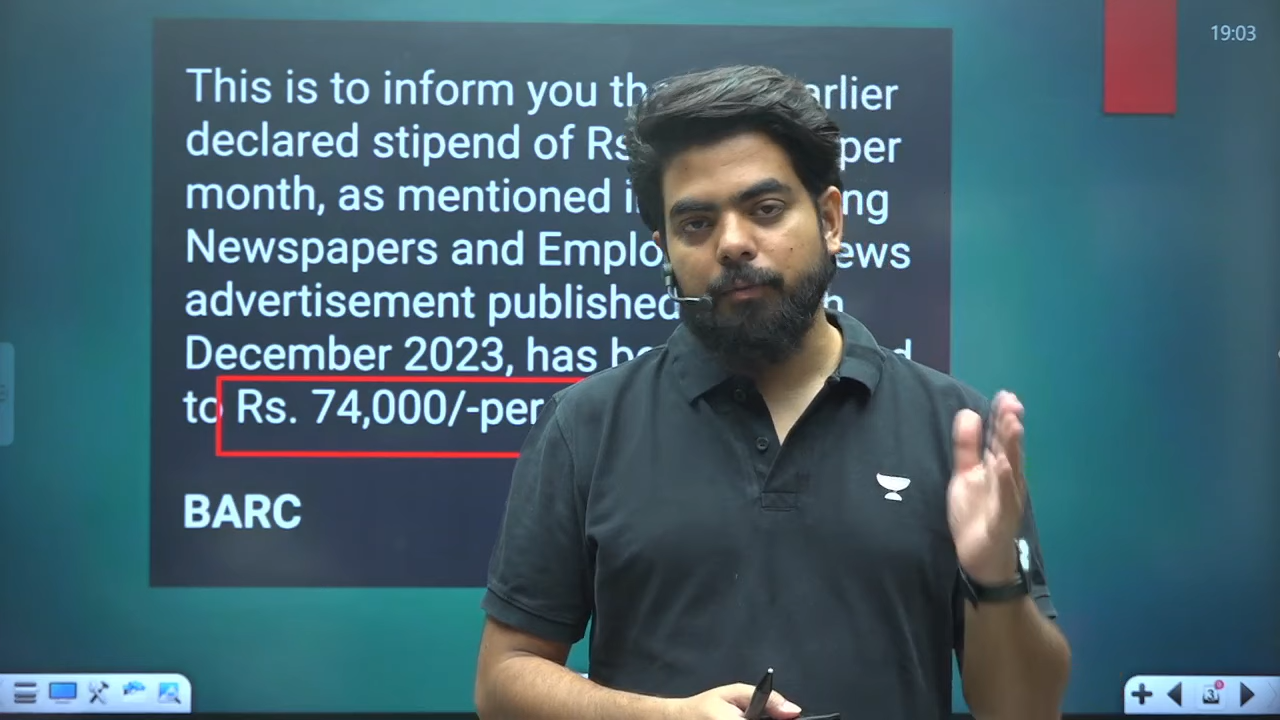 19:03
This is to inform you arlier
declared stipend of Rs per
month, as mentioned ng
Newspapers and Emplo ews
advertisement published h
December 2023, has d
to Rs. 74,000/-per
BARC
3